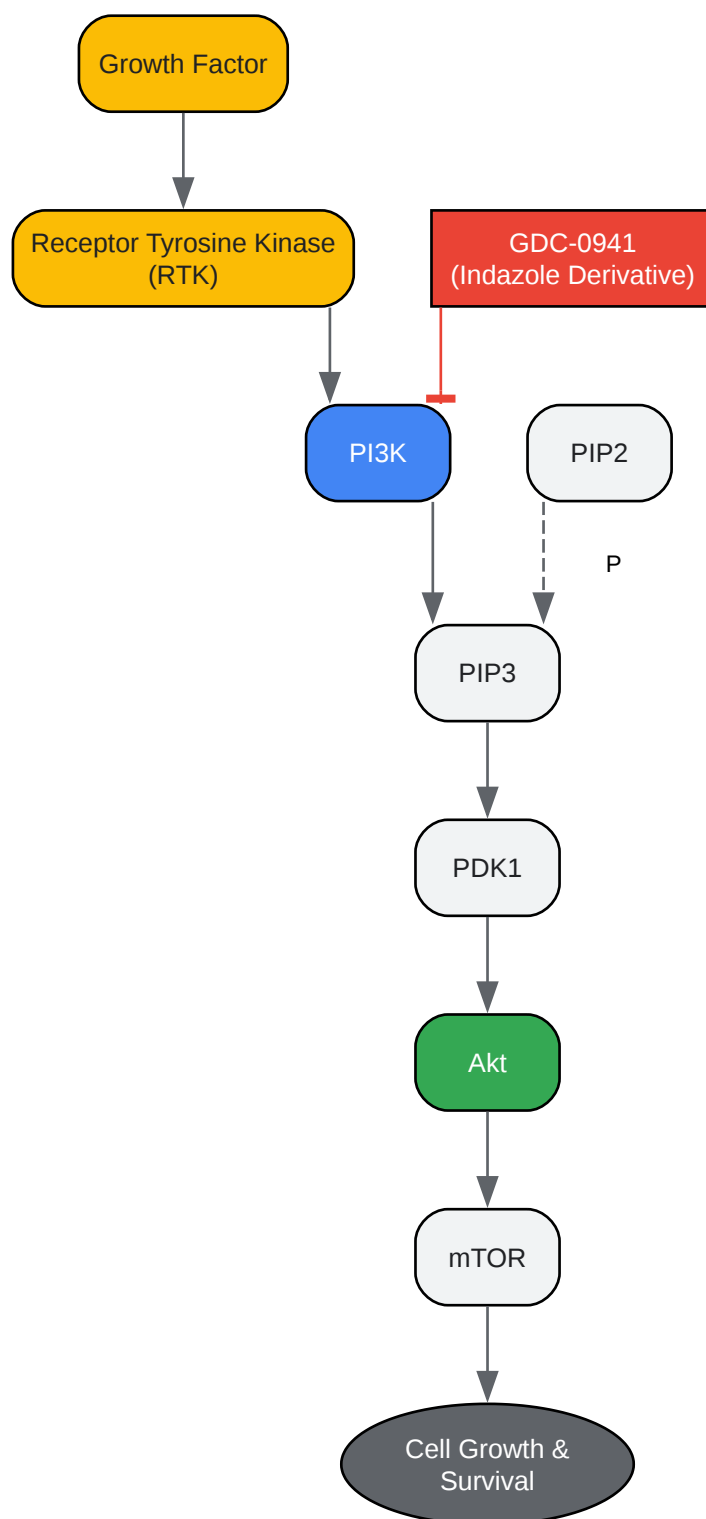 Growth Factor
Receptor Tyrosine Kinase
(RTK)
GDC-0941
(Indazole Derivative)
PI3K
PIP2
P
PIP3
PDK1
Akt
mTOR
Cell Growth &
Survival